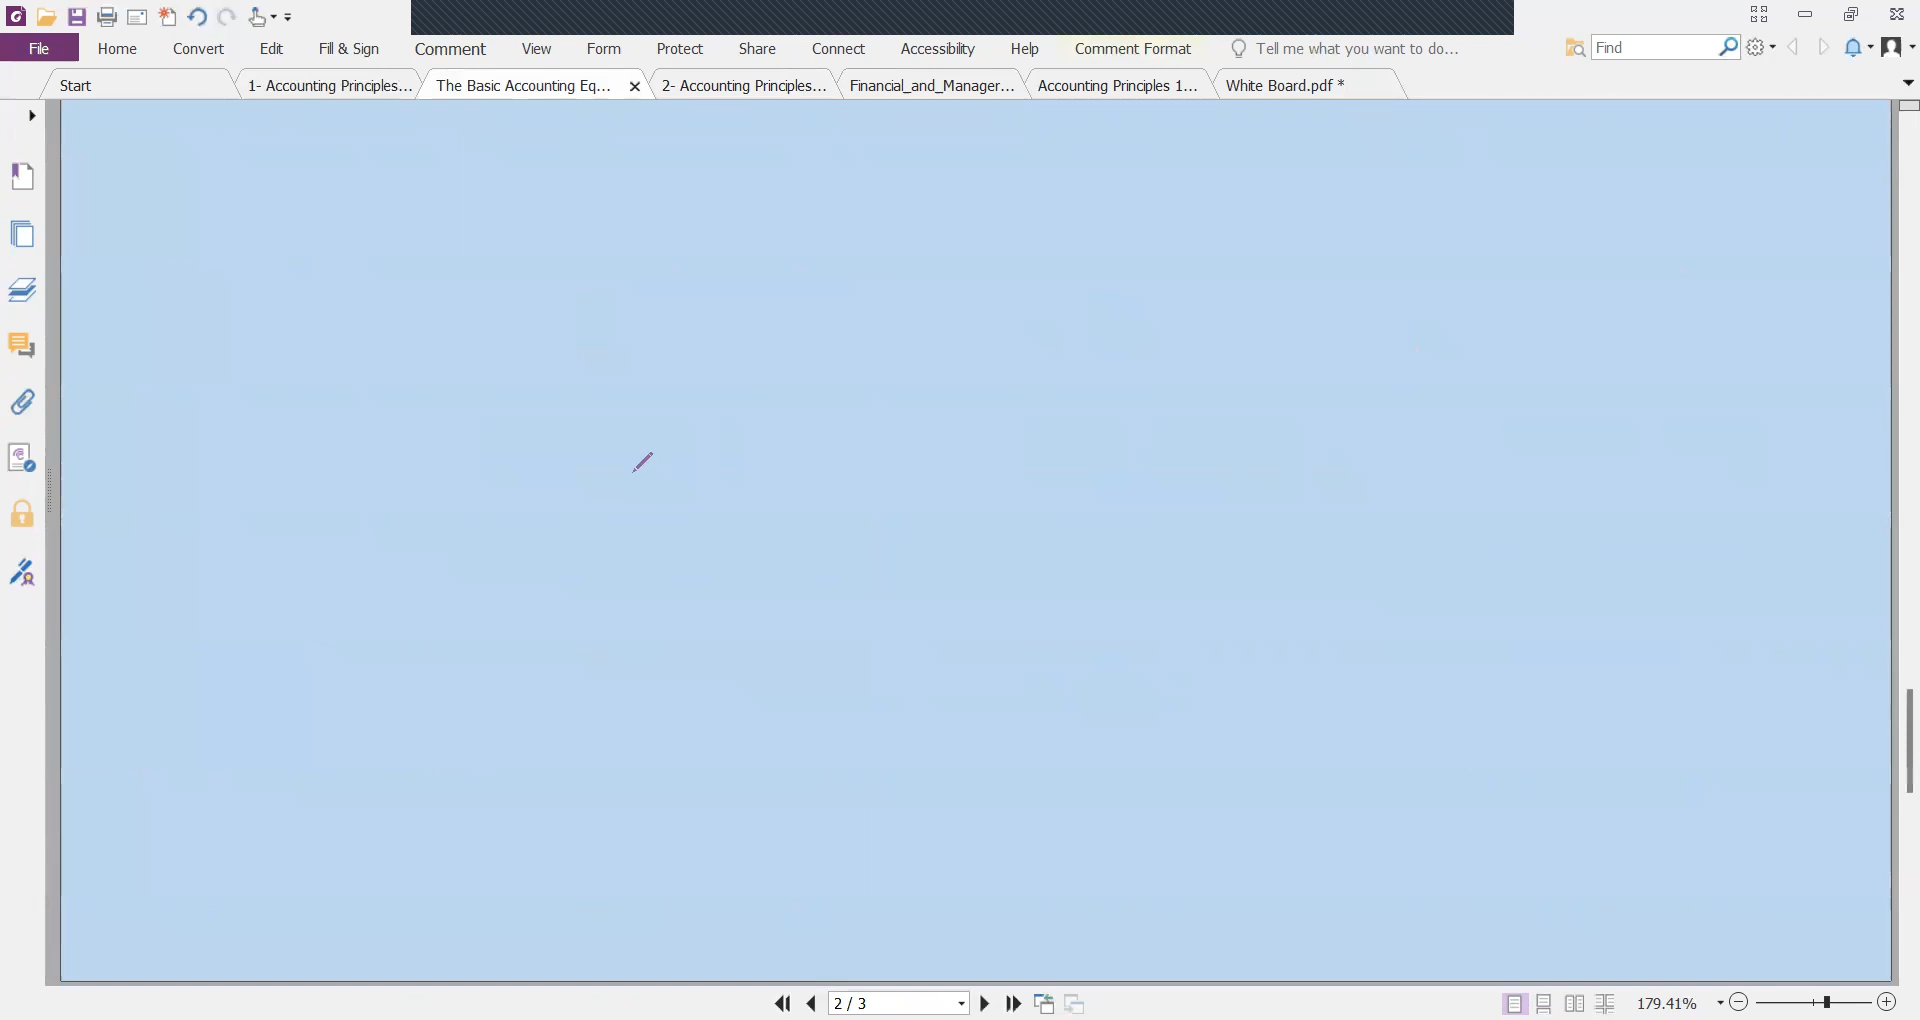 File Home Convert Edit Fill & Sign Comment View Form Protect Share Connect Accessibility Help Comment Format Tell me what you want to do... Find
Start 1- Accounting Principles... The Basic Accounting Eq... 2- Accounting Principles... Financial_and_Manager... Accounting Principles 1... White Board.pdf *
2 / 3 179.41%